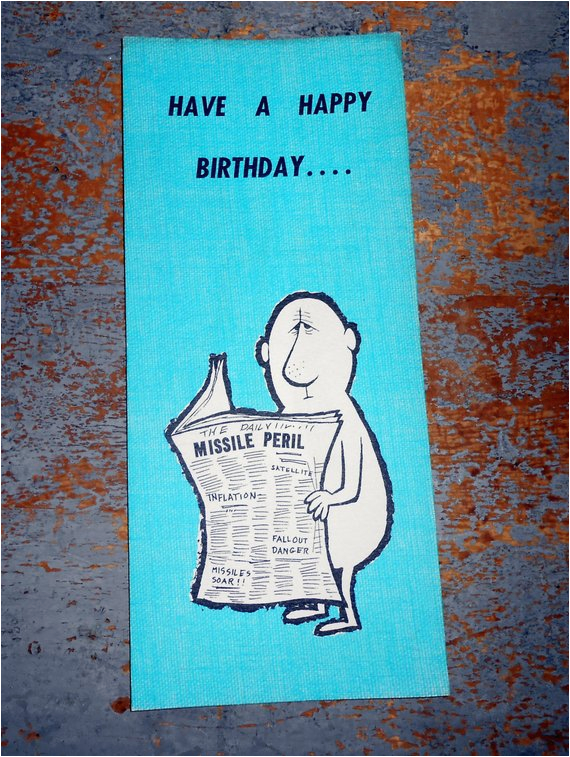 HAVE A HAPPY
BIRTHDAY....
THE DAILY
MISSILE PERIL
SATELLITE
INFLATION
FALLOUT
DANGER
MISSILES
SOAR!!